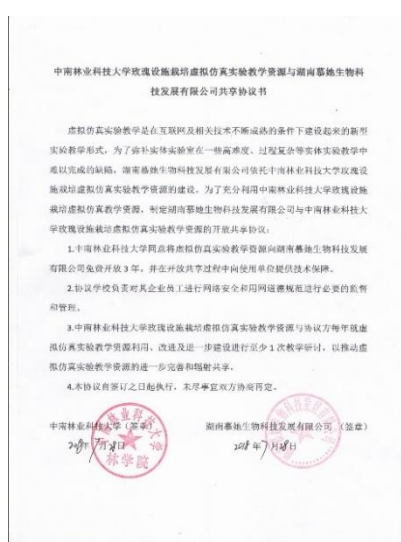 中南林业科技大学玫瑰设施栽培虚拟仿真实验教学资源与湖南慕她生物科
技发展有限公司共享协议书
虚拟仿真实验教学是在互联网及相关技术不断成熟的条件下建设起来的新型
实验教学形式，为了弥补实体实验室在一些高难度、过程复杂等实体实验教学中
难以完成的缺陷，湖南慕她生物科技发展有限公司依托中南林业科技大学玫瑰设
施栽培虚拟仿真实验教学资源的建设，为了充分利用中南林业科技大学玫瑰设施
栽培虚拟仿真教学资源，制定湖南慕她生物科技发展有限公司与中南林业科技大
学玫瑰设施栽培虚拟仿真实验教学资源的开放共享协议：
1.中南林业科技大学同意将虚拟仿真实验教学资源向湖南慕她生物科技发展
有限公司免费开放 3 年，并在开放共享过程中向使用单位提供技术保障。
2.协议学校负责对其企业员工进行网络安全和用网道德规范进行必要的监督
和管理。
3.中南林业科技大学玫瑰设施栽培虚拟仿真实验教学资源与协议方每年就虚
拟仿真实验教学资源利用、改进及进一步建设进行至少 1 次教学研讨，以推动虚
拟仿真实验教学资源的进一步完善和辐射共享。
4.本协议自签订之日起执行，未尽事宜双方协商再定。
中南林业科技大学（签章） 湖南慕她生物科技发展有限公司 （签章）
2018年7月28日 2018 年7月28日
中南林业科技大学
林学院